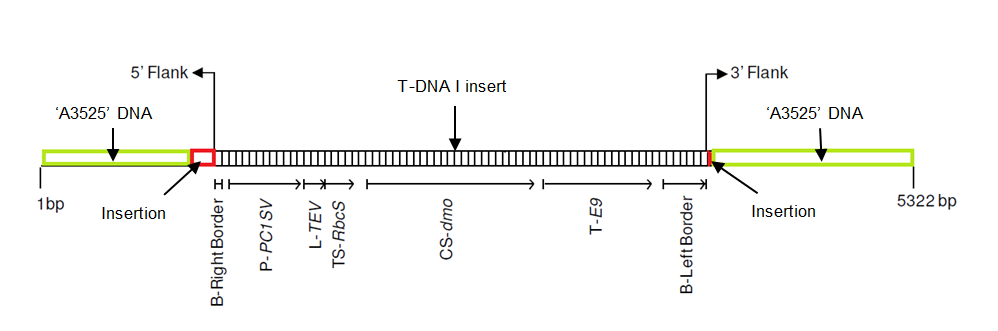 5' Flank
3' Flank
T-DNA I insert
'A3525' DNA
'A3525' DNA
1bp
Insertion
Insertion
5322 bp
B-Right Border
P-PC1SV
L-TEV
TS-RbcS
CS-dmo
T-E9
B-Left Border